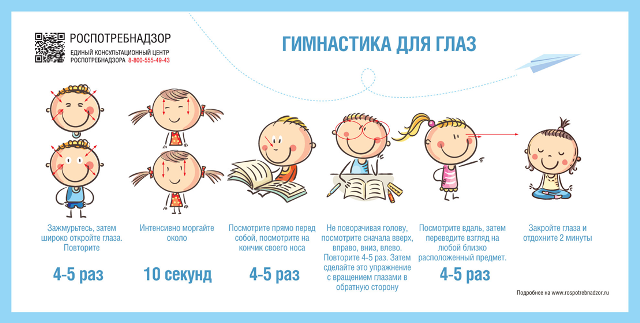 РОСПОТРЕБНАДЗОР
ЕДИНЫЙ КОНСУЛЬТАЦИОННЫЙ ЦЕНТР
РОСПОТРЕБНАДЗОРА 8-800-555-49-43
ГИМНАСТИКА ДЛЯ ГЛАЗ
Зажмурьтесь, затем
широко откройте глаза.
Повторите
4-5 раз
Интенсивно моргайте
около
10 секунд
Посмотрите прямо перед
собой, посмотрите на
кончик своего носа
4-5 раз
Не поворачивая голову,
посмотрите сначала вверх,
вправо, вниз, влево.
Повторите 4-5 раз. Затем
сделайте это упражнение
с вращением глазами в
обратную сторону
Посмотрите вдаль, затем
переведите взгляд на
любой близко
расположенный предмет.
4-5 раз
Закройте глаза и
отдохните 2 минуты
Подробнее на www.rospotrebnadzor.ru